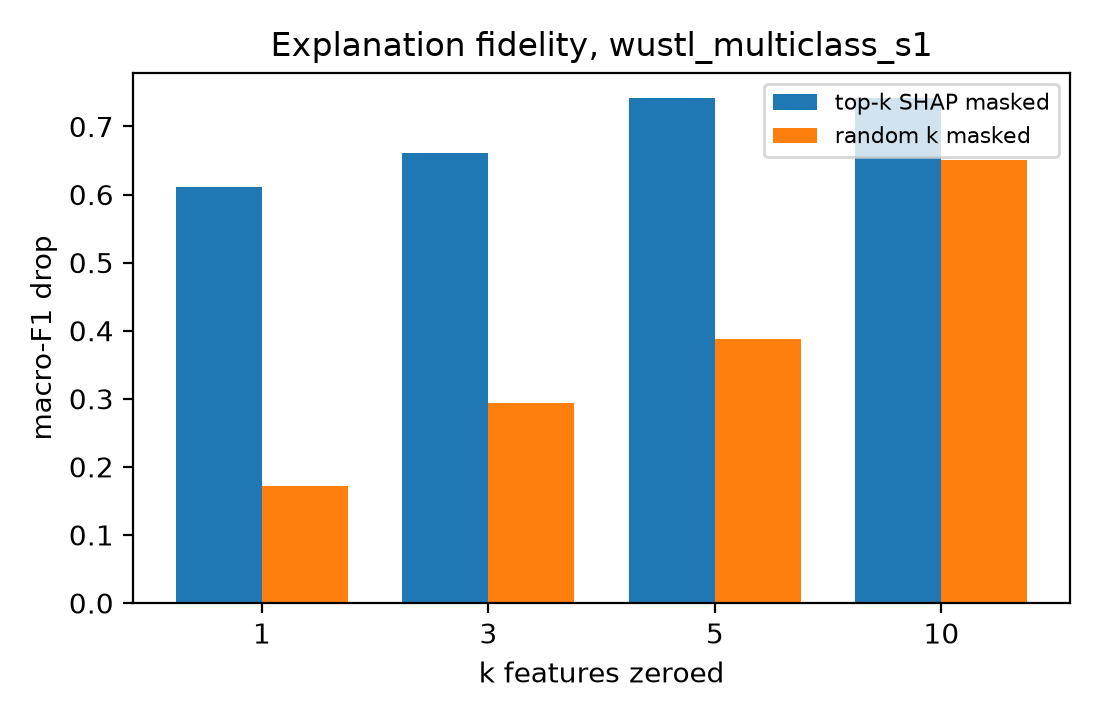 Explanation fidelity, wustl_multiclass_s1
top-k SHAP masked
random k masked
macro-F1 drop
0.7
0.6
0.5
0.4
0.3
0.2
0.1
0.0
1 3 5 10
k features zeroed